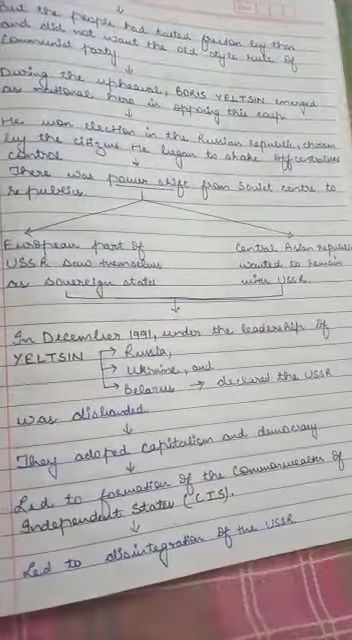 But the people had tasted freedom by then
and did not want the old style rule of
Communist party
During the upheaval, BORIS YELTSIN emerged
as national hero in opposing this coup.
He won election in the Russian republic, chosen
by the citizens He began to shake off centralised
control
There was power shift from Soviet centre to
republics
European part of
USSR saw themselves
as sovereign states
Central Asian republics
wanted to remain
with USSR.
In December 1991, under the leadership of
YELTSIN → Russia,
→ Ukraine, and
→ Belarus → declared the USSR
was disbanded.
They adoped capitalism and democracy
Led to formation of the Commonwealth of
Independent States (CIS).
Led to disintegration of the USSR